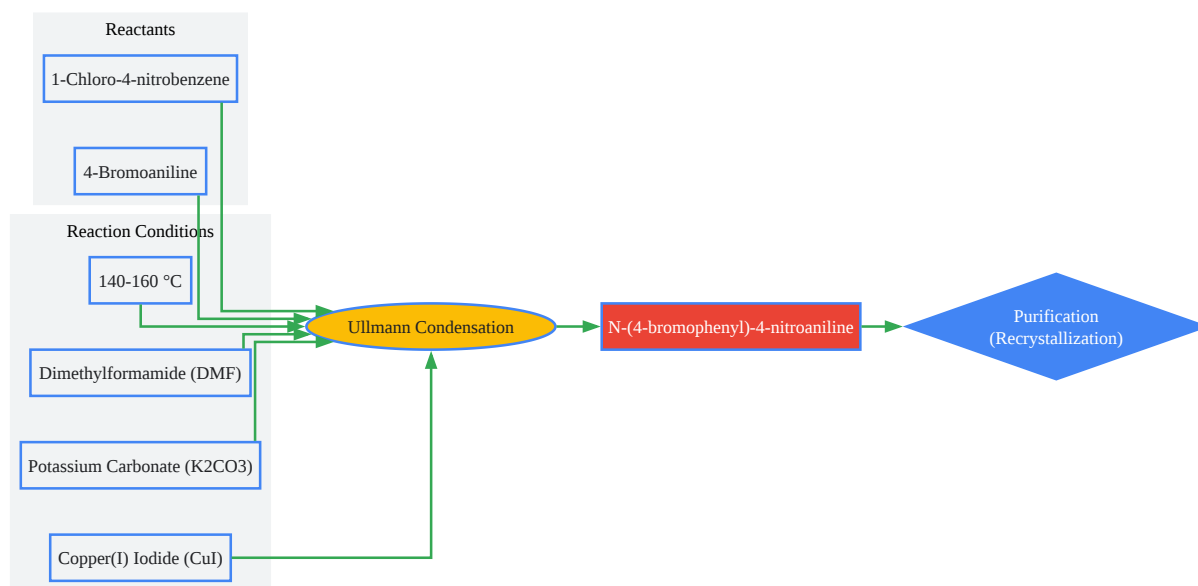 Reactants
1-Chloro-4-nitrobenzene
4-Bromoaniline
Reaction Conditions
140-160 °C
Dimethylformamide (DMF)
Potassium Carbonate (K2CO3)
Copper(I) Iodide (CuI)
Ullmann Condensation
N-(4-bromophenyl)-4-nitroaniline
Purification
(Recrystallization)